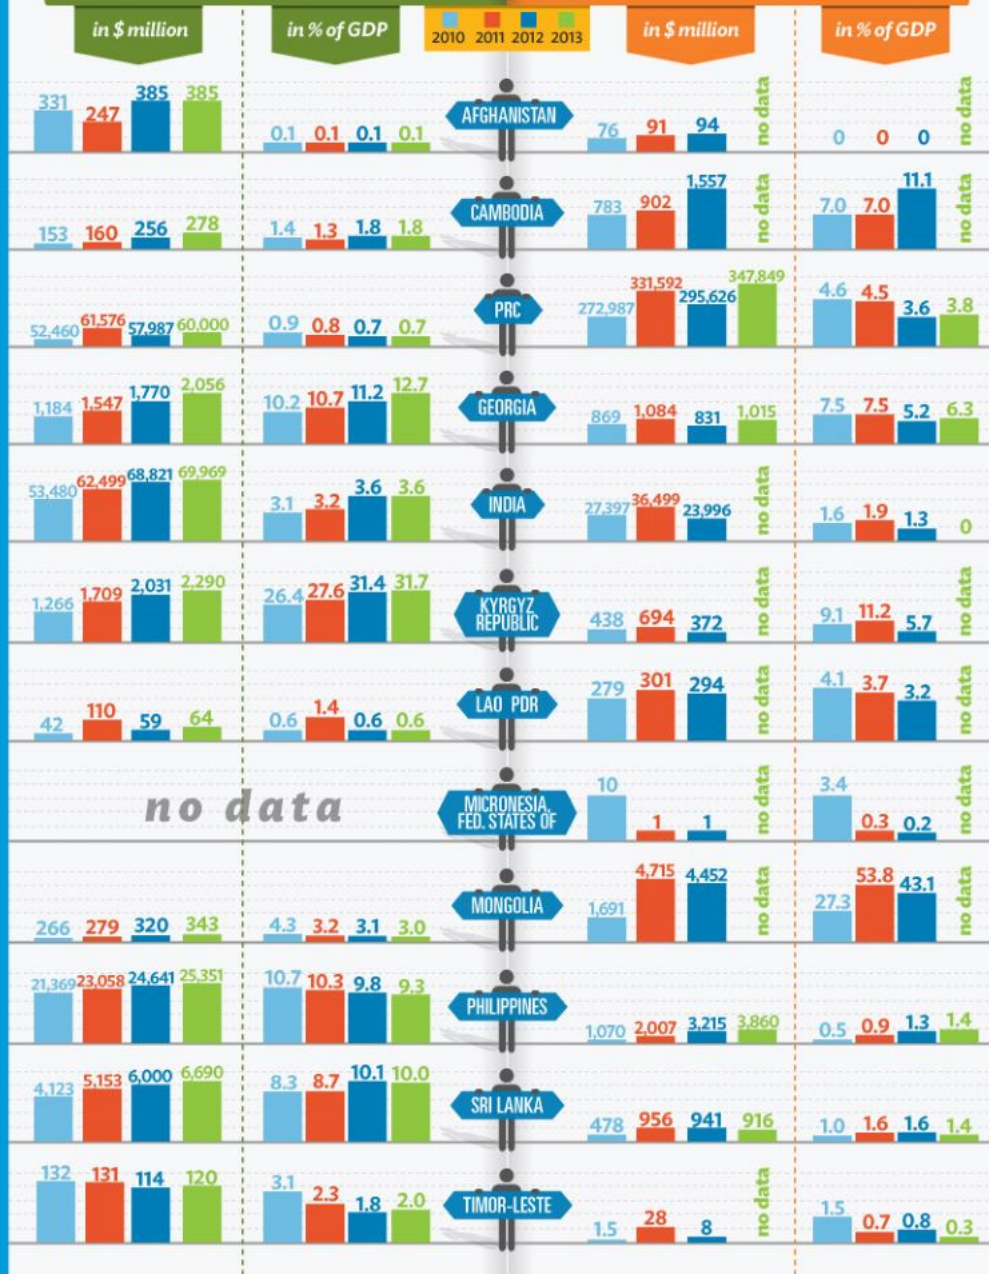 in $ million
in % of GDP
2010 2011 2012 2013
in $ million
in % of GDP
331 247 385 385
0.1 0.1 0.1 0.1
AFGHANISTAN
76 91 94 no data
0 0 0 no data
153 160 256 278
1.4 1.3 1.8 1.8
CAMBODIA
783 902 1,557 no data
7.0 7.0 11.1 no data
52,460 61,576 57,987 60,000
0.9 0.8 0.7 0.7
PRC
272,987 331,592 295,626 347,849
4.6 4.5 3.6 3.8
1,184 1,547 1,770 2,056
10.2 10.7 11.2 12.7
GEORGIA
869 1,084 831 1,015
7.5 7.5 5.2 6.3
53,480 62,499 68,821 69,969
3.1 3.2 3.6 3.6
INDIA
27,397 36,499 23,996 no data
1.6 1.9 1.3 0
1,266 1,709 2,031 2,290
26.4 27.6 31.4 31.7
KYRGYZ
REPUBLIC
438 694 372 no data
9.1 11.2 5.7 no data
42 110 59 64
0.6 1.4 0.6 0.6
LAO PDR
279 301 294 no data
4.1 3.7 3.2 no data
no data
MICRONESIA,
FED. STATES OF
10 1 1 no data
3.4 0.3 0.2 no data
266 279 320 343
4.3 3.2 3.1 3.0
MONGOLIA
1,691 4,715 4,452 no data
27.3 53.8 43.1 no data
21,369 23,058 24,641 25,351
10.7 10.3 9.8 9.3
PHILIPPINES
1,070 2,007 3,215 3,860
0.5 0.9 1.3 1.4
4,123 5,153 6,000 6,690
8.3 8.7 10.1 10.0
SRI LANKA
478 956 941 916
1.0 1.6 1.6 1.4
132 131 114 120
3.1 2.3 1.8 2.0
TIMOR-LESTE
1.5 28 8 no data
1.5 0.7 0.8 0.3